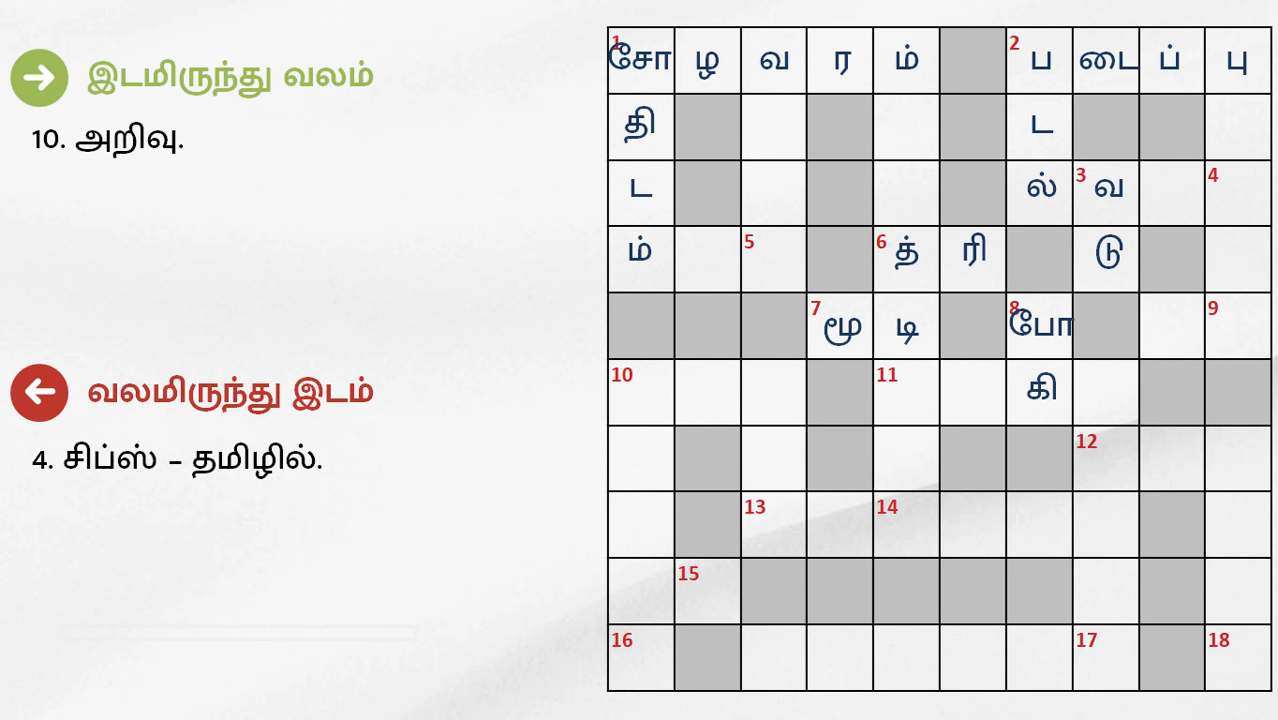 இடமிருந்து வலம்
10. அறிவு.
வலமிருந்து இடம்
4. சிப்ஸ் – தமிழில்.
1 சோ ழ வ ர ம் 2 ப டை ப் பு
தி ட
ட ல் 3 வ 4
ம் 5 6 த் ரி டு
7 மூ டி 8 போ 9
10 11 கி
12
13 14
15
16 17 18